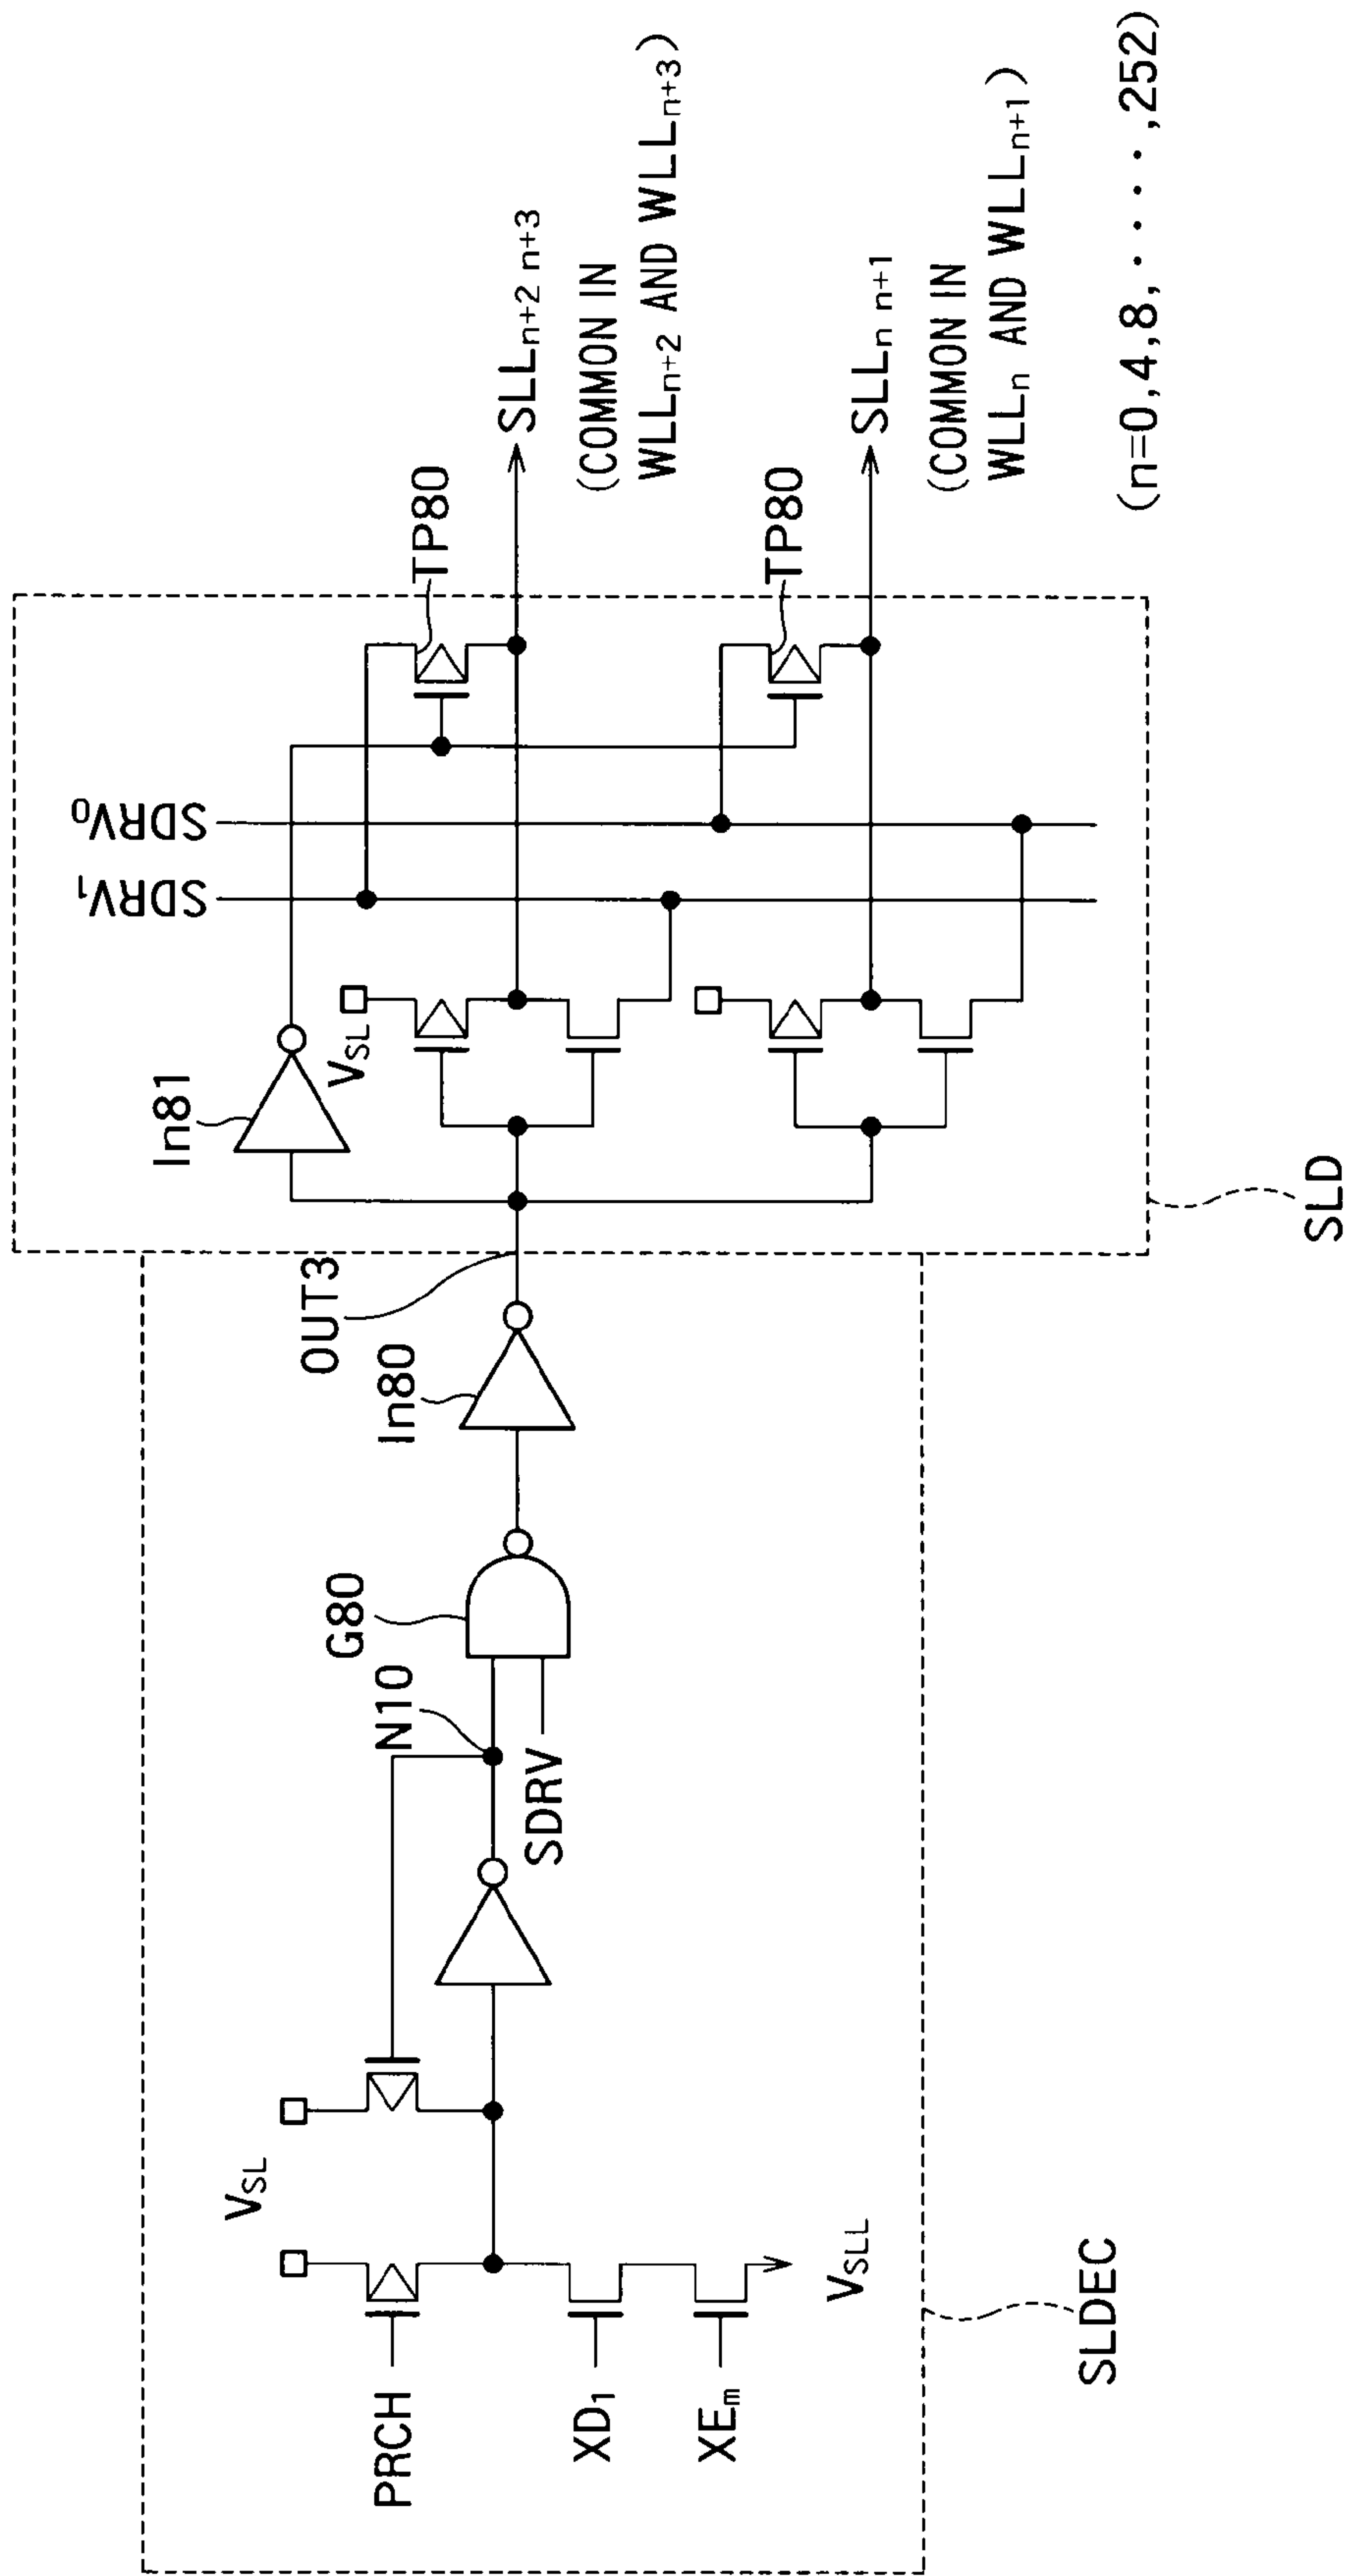 SLDEC
PRCH
XD1
XEm
VSL
VSLL
N10
SDRV
G80
In80
OUT3
SLD
In81
VSL
SDRV1
SDRV0
TP80
TP80
SLLn+2 n+3
(COMMON IN
WLLn+2 AND WLLn+3)
SLLn n+1
(COMMON IN
WLLn AND WLLn+1)
(n=0,4,8,·····,252)